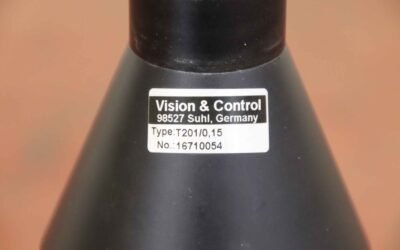 Vision & Control
98527 Suhl, Germany
Type:T201/0,15
No.:16710054